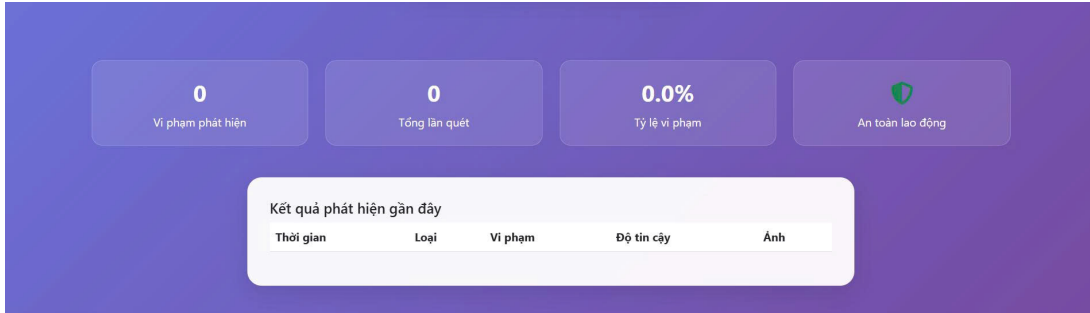 0 0 0.0%
Vi phạm phát hiện Tổng lần quét Tỷ lệ vi phạm An toàn lao động
Kết quả phát hiện gần đây
Thời gian Loại Vi phạm Độ tin cậy Ảnh